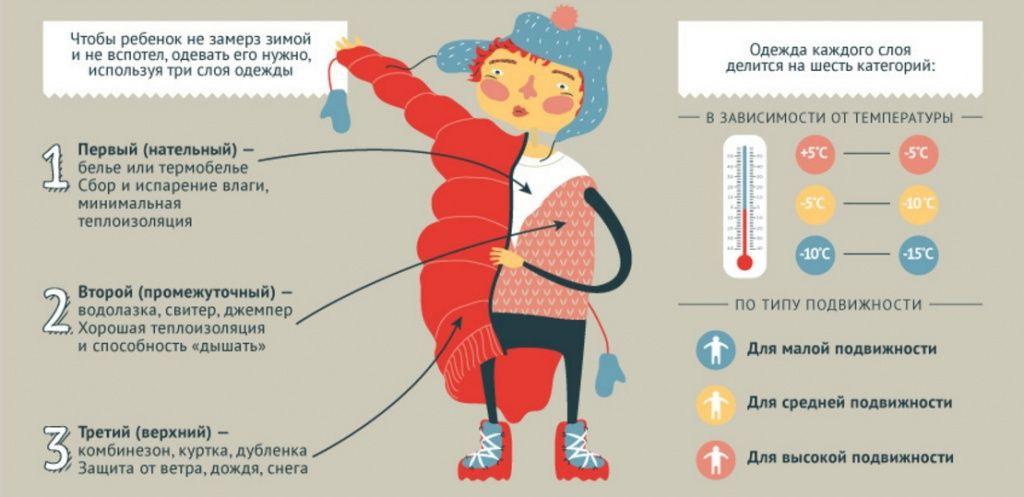 Чтобы ребенок не замерз зимой
и не вспотел, одевать его нужно,
используя три слоя одежды
1
Первый (нательный) —
белье или термобелье
Сбор и испарение влаги,
минимальная
теплоизоляция
2
Второй (промежуточный) —
водолазка, свитер, джемпер
Хорошая теплоизоляция
и способность «дышать»
3
Третий (верхний) —
комбинезон, куртка, дубленка
Защита от ветра, дождя, снега
Одежда каждого слоя
делится на шесть категорий:
В ЗАВИСИМОСТИ ОТ ТЕМПЕРАТУРЫ
+5°C -5°C
-5°C -10°C
-10°C -15°C
ПО ТИПУ ПОДВИЖНОСТИ
Для малой подвижности
Для средней подвижности
Для высокой подвижности